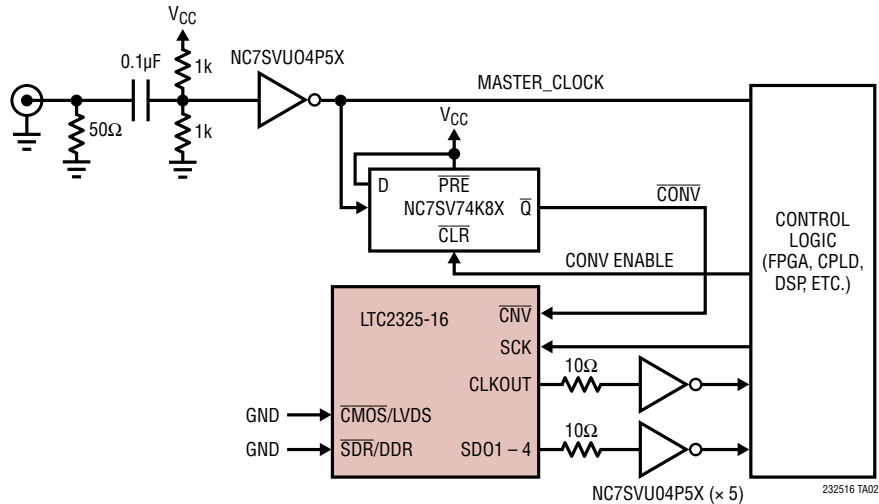 VCC
0.1µF
1k
NC7SVUO4P5X
MASTER_CLOCK
50Ω
1k
VCC
D
PRE
NC7SV74K8X
Q
CLR
CONV
CONV ENABLE
CONTROL
LOGIC
(FPGA, CPLD,
DSP, ETC.)
LTC2325-16
CNV
SCK
CLKOUT
10Ω
GND
CMOS/LVDS
GND
SDR/DDR
SDO1 – 4
10Ω
NC7SVU04P5X (× 5)
232516 TA02